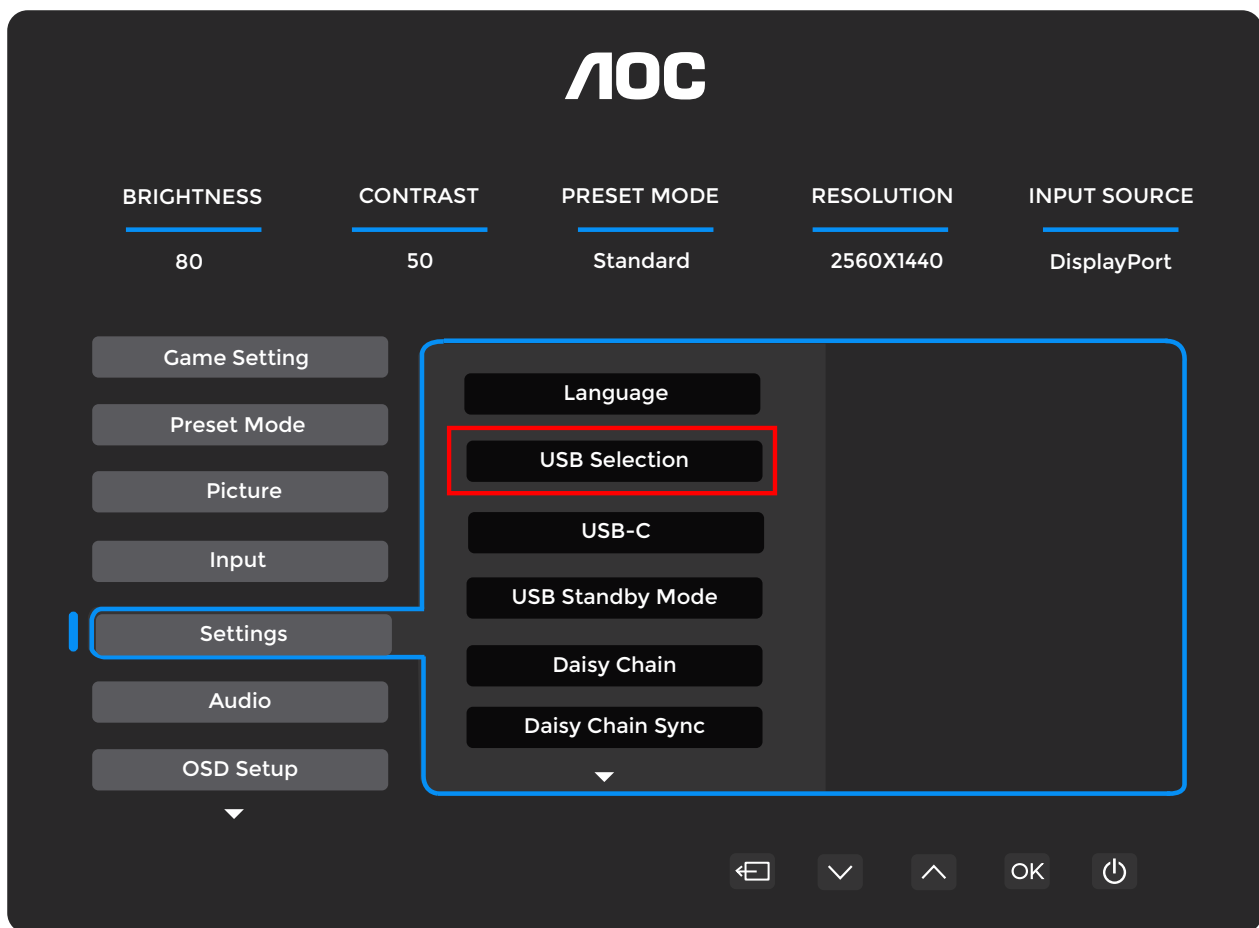 AOC
BRIGHTNESS CONTRAST PRESET MODE RESOLUTION INPUT SOURCE
80 50 Standard 2560X1440 DisplayPort
Game Setting
Preset Mode
Picture
Input
Settings
Audio
OSD Setup
Language
USB Selection
USB-C
USB Standby Mode
Daisy Chain
Daisy Chain Sync
OK